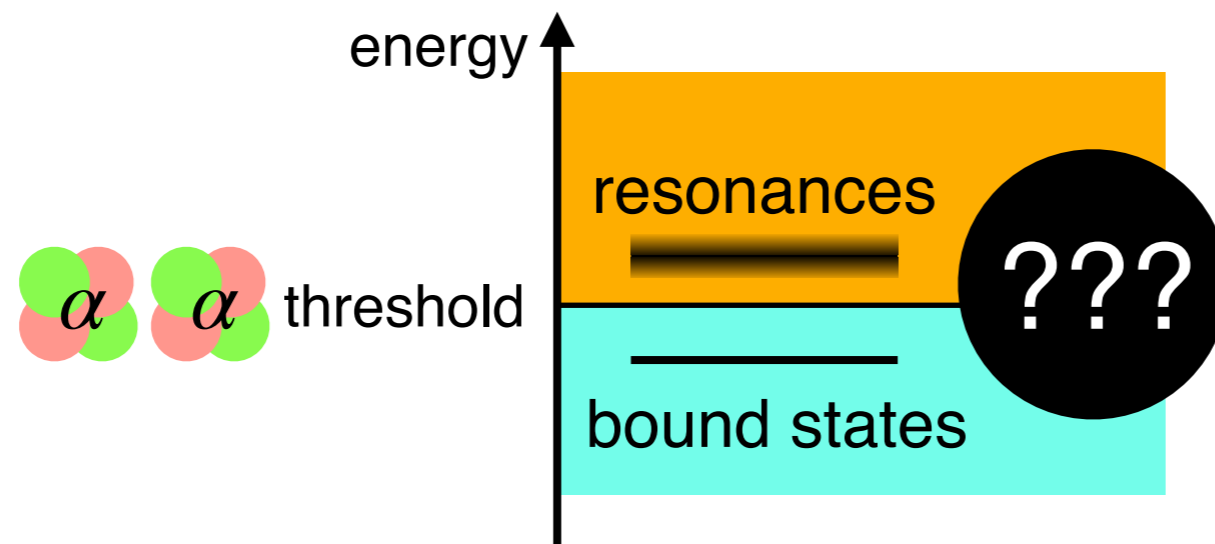 energy
resonances
α α threshold
???
bound states